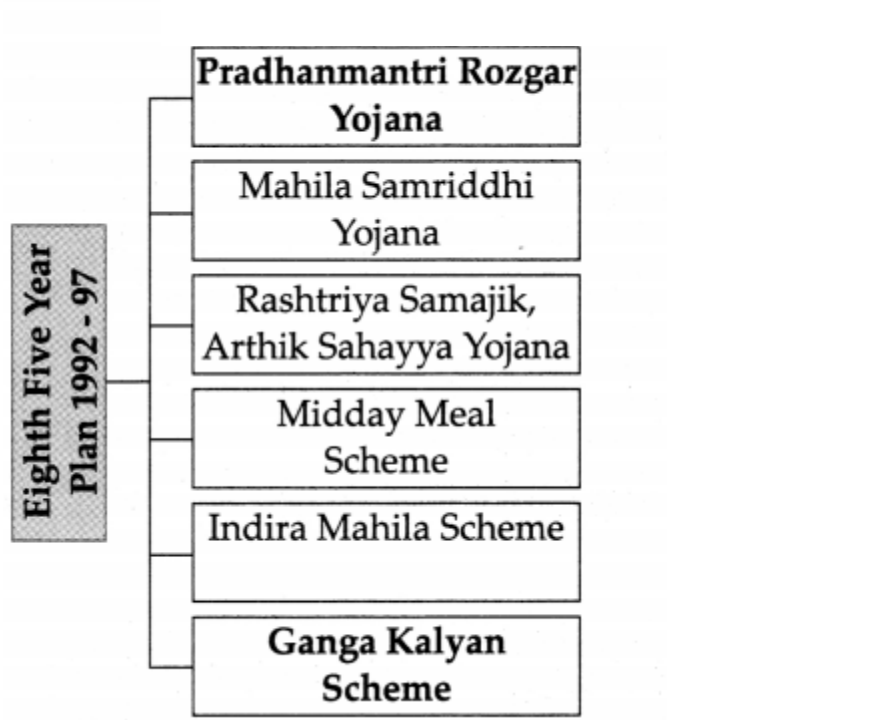 Eighth Five Year
Plan 1992 - 97
Pradhanmantri Rozgar
Yojana
Mahila Samriddhi
Yojana
Rashtriya Samajik,
Arthik Sahayya Yojana
Midday Meal
Scheme
Indira Mahila Scheme
Ganga Kalyan
Scheme